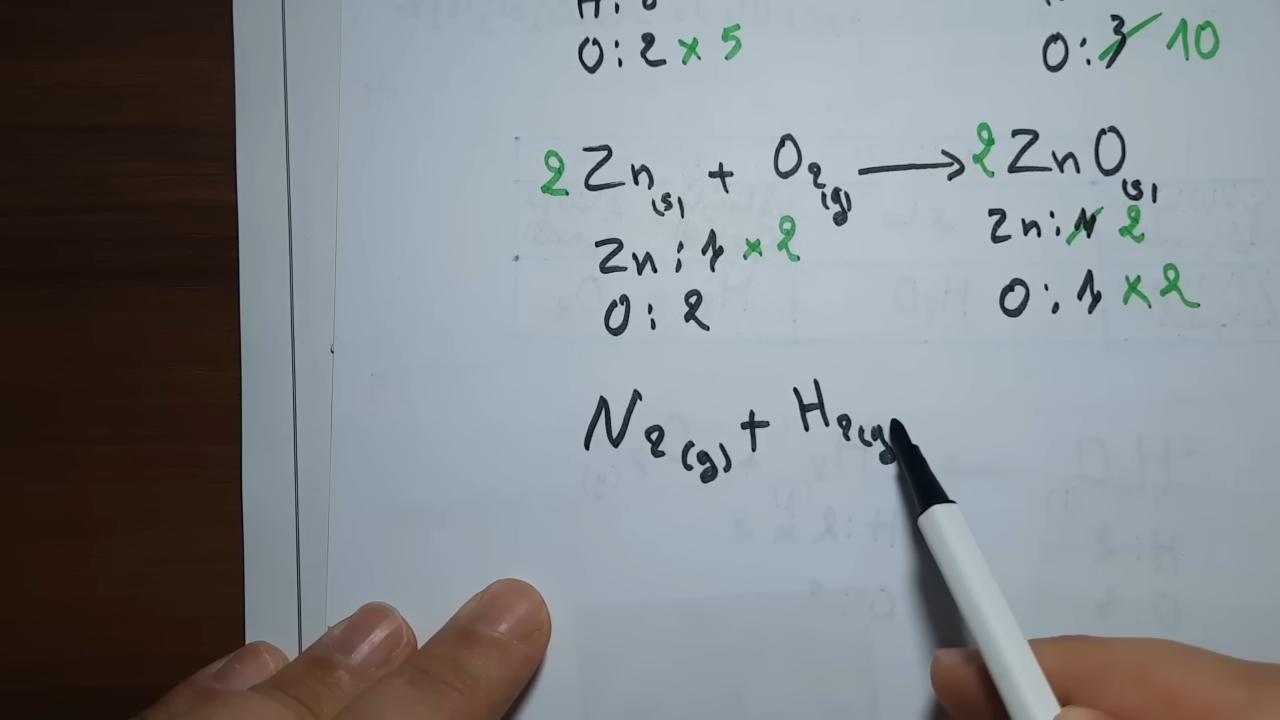 O: 2 x 5 O: 3 10
2 Zn(s) + O2(g) → 2 ZnO(s)
Zn: 1 x 2 Zn: 1 2
O: 2 O: 1 x 2
N2(g) + H2(g)